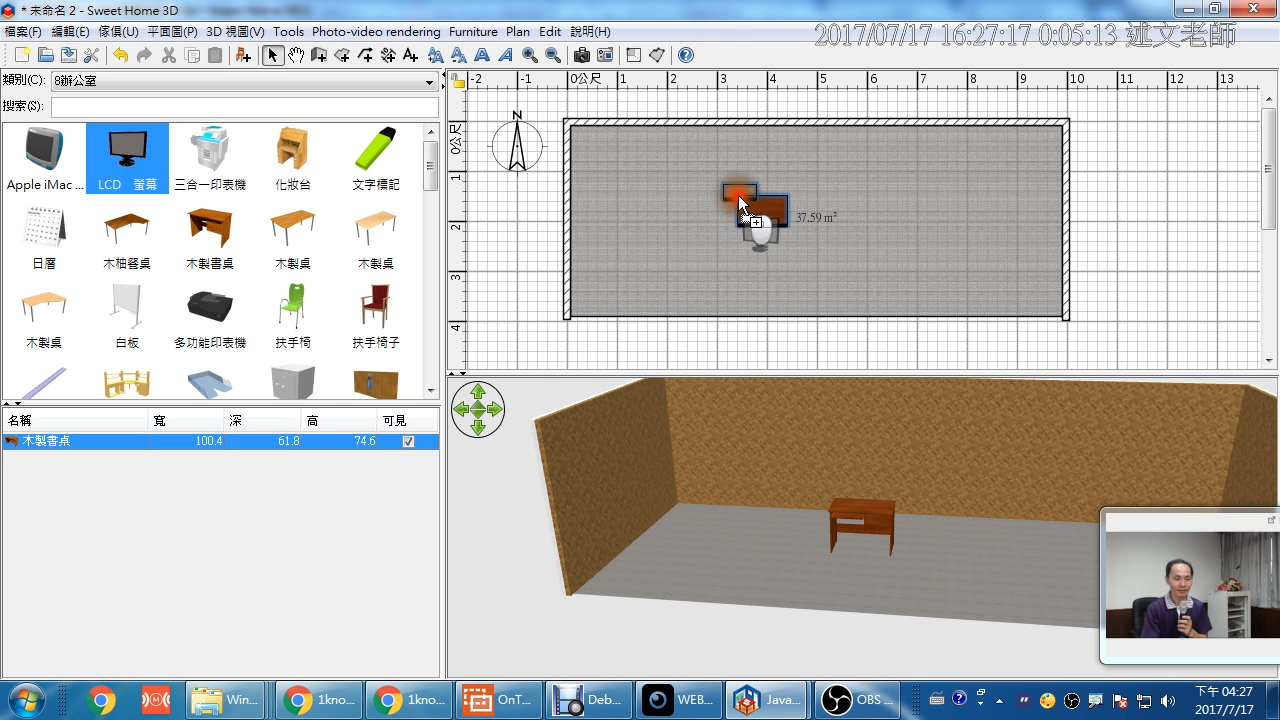 * 未命名 2 - Sweet Home 3D
檔案(F) 編輯(E) 傢俱(U) 平面圖(P) 3D 視圖(V) Tools Photo-video rendering Furniture Plan Edit 說明(H)
2017/07/17 16:27:17 0:05:13 述文老師
類別(C): 8辦公室
搜索(S):
Apple iMac ...
LCD 螢幕
三合一印表機
化妝台
文字標記
日曆
木柚餐桌
木製書桌
木製桌
木製桌
木製桌
白板
多功能印表機
扶手椅
扶手椅子
名稱 寬 深 高 可見
木製書桌 100.4 61.8 74.6
-2 -1 0公尺 1 2 3 4 5 6 7 8 9 10 11 12 13
0公尺
1
2
3
4
N
37.59 m²
Win...
1kno...
1kno...
OnT...
Deb...
WEB...
Java...
OBS ...
下午 04:27
2017/7/17